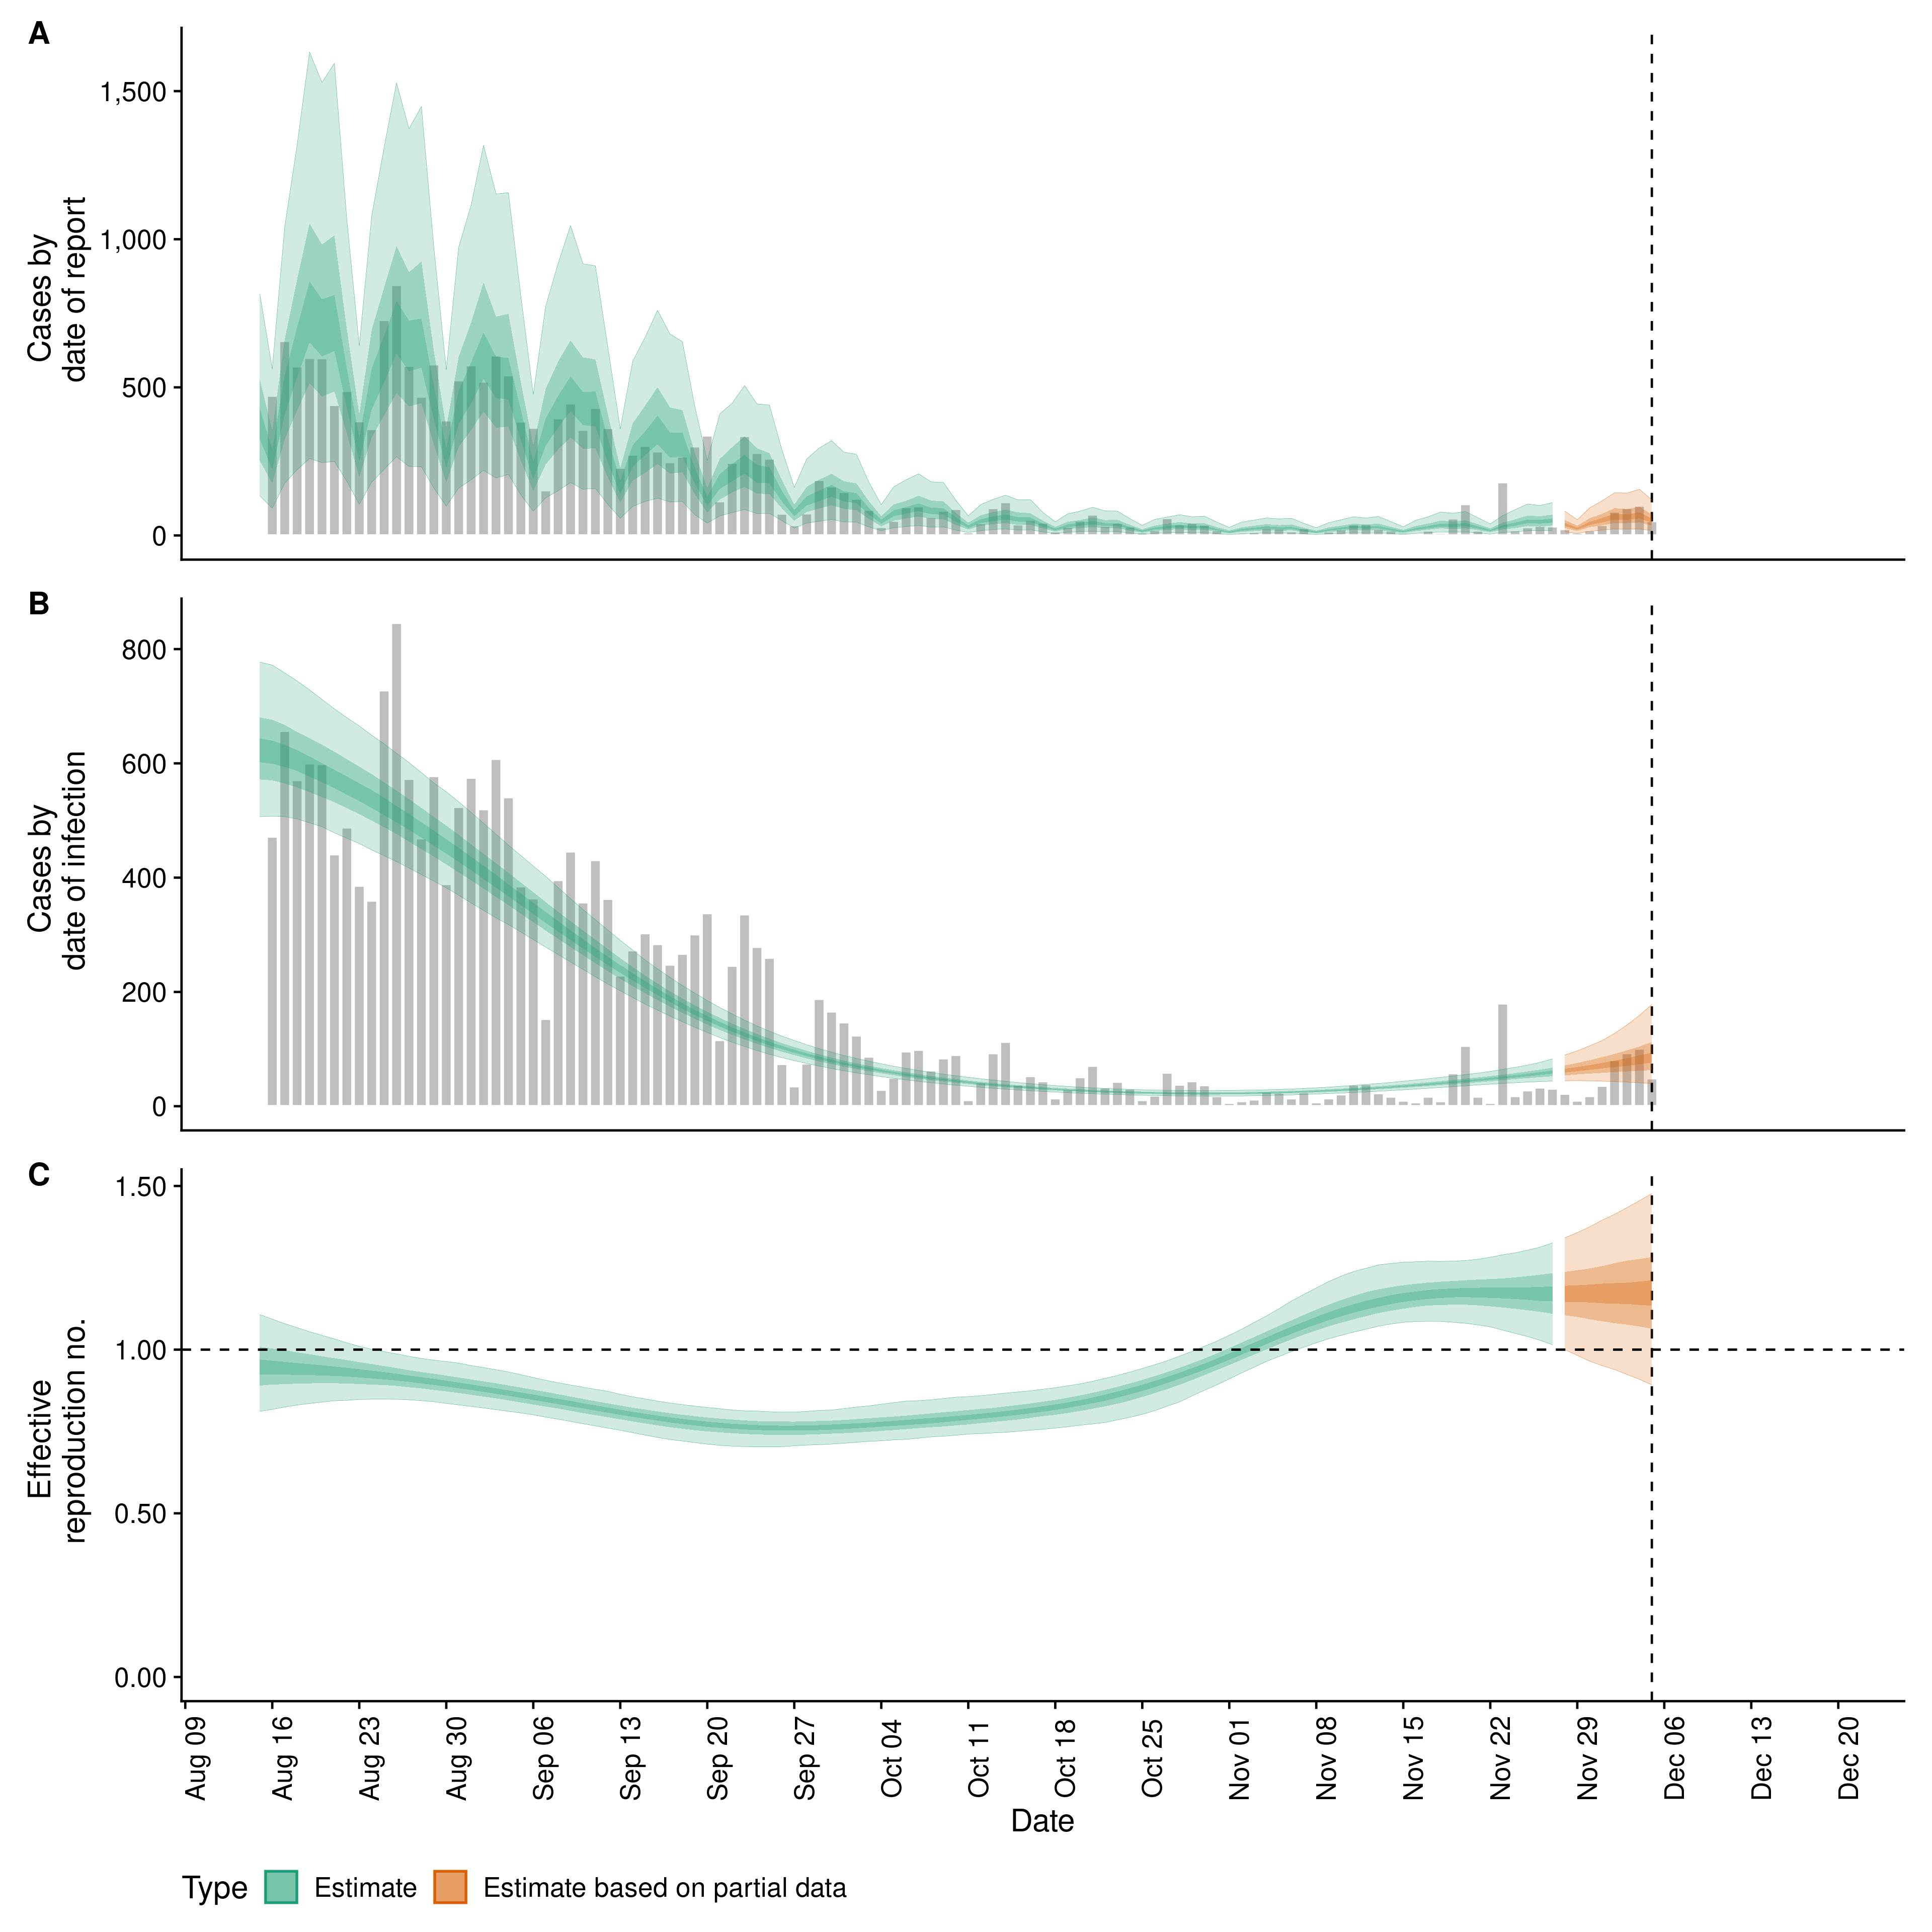 A
1,500
1,000
500
0
Cases by
date of report
B
800
600
400
200
0
Cases by
date of infection
C
1.50
1.00
0.50
0.00
Effective
reproduction no.
Aug 09
Aug 16
Aug 23
Aug 30
Sep 06
Sep 13
Sep 20
Sep 27
Oct 04
Oct 11
Oct 18
Oct 25
Nov 01
Nov 08
Nov 15
Nov 22
Nov 29
Dec 06
Dec 13
Dec 20
Date
Type Estimate Estimate based on partial data